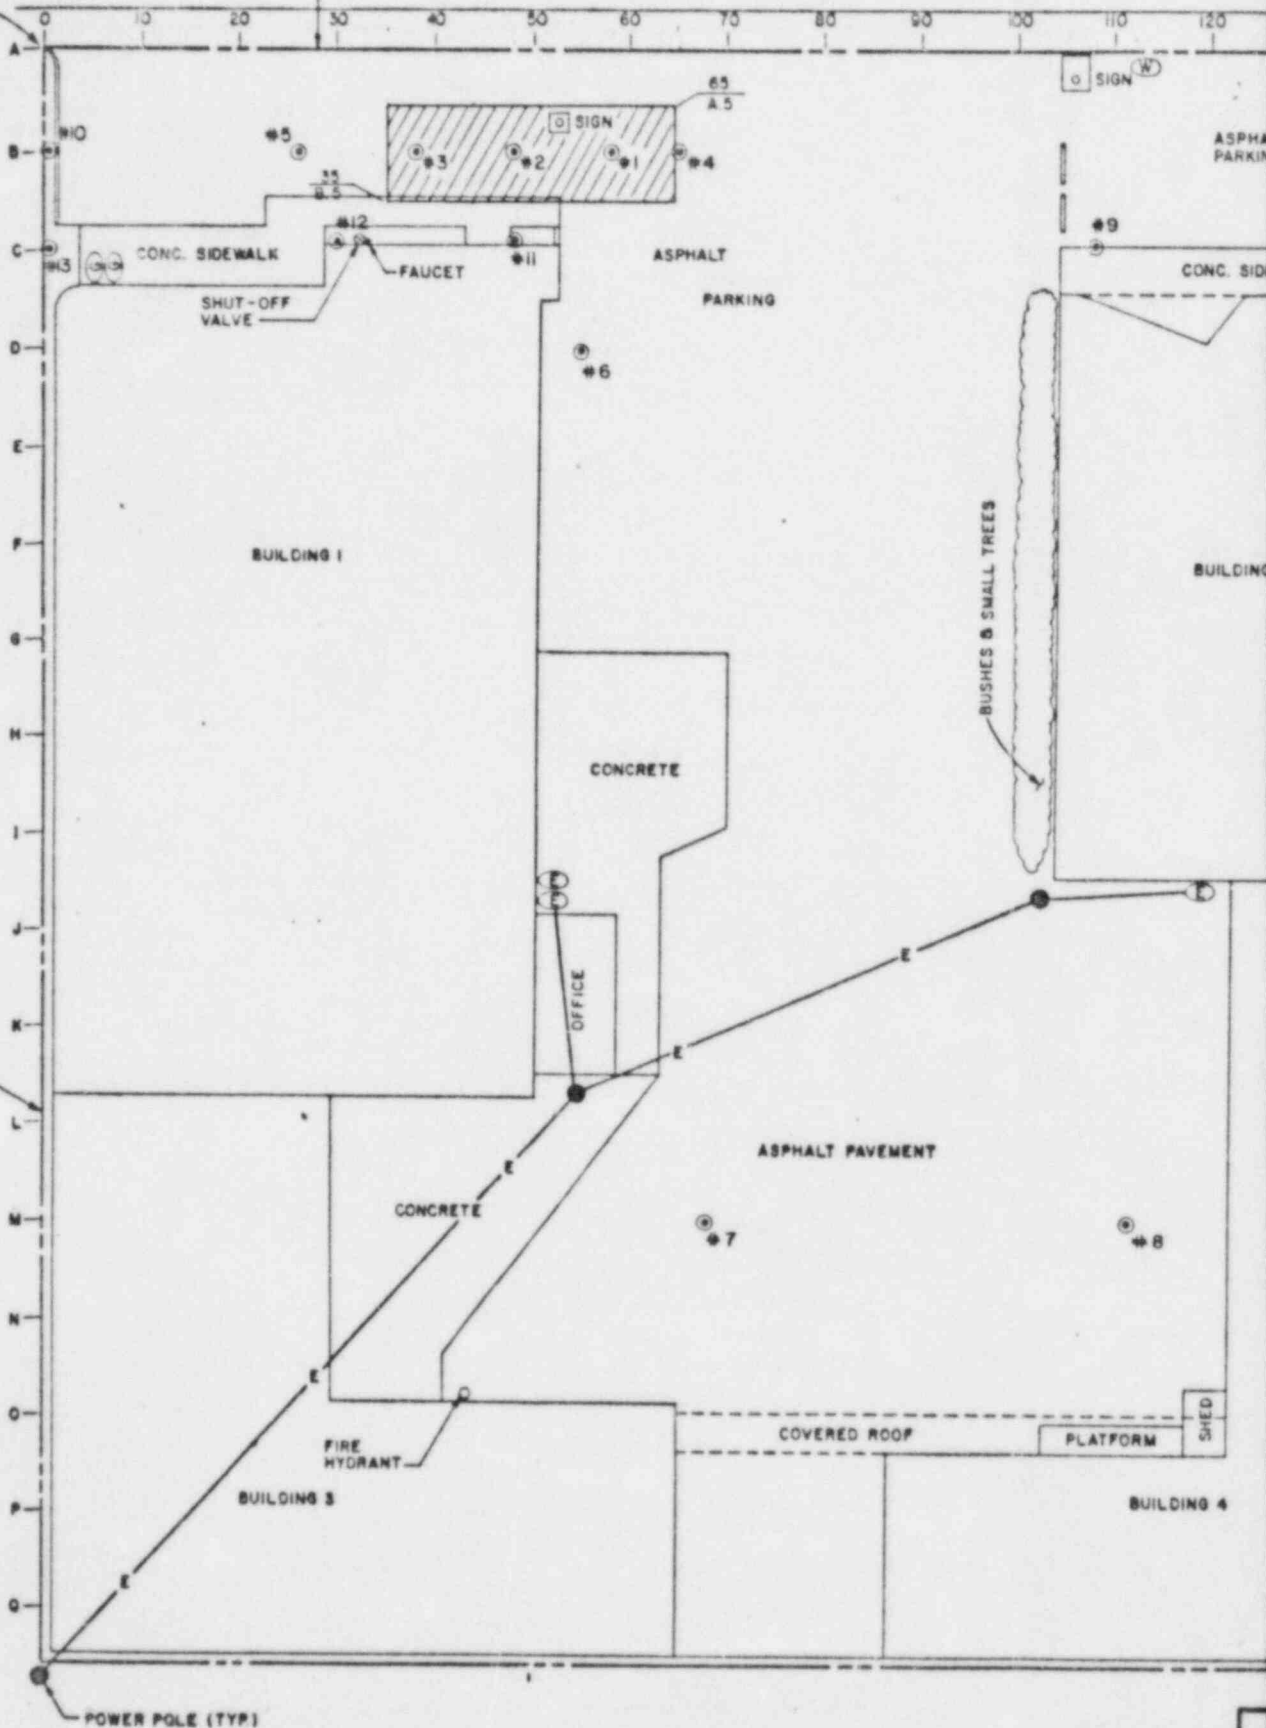 0 10 20 30 40 50 60 70 80 90 100 110 120
A
SIGN
W
65
A.5
#10
#5
SIGN
ASPHA
PARKIN
B
#3
#2
#1
#4
35
B.5
#12
#9
C
#13
G G
CONC. SIDEWALK
FAUCET
#11
ASPHALT
PARKING
CONC. SID
SHUT-OFF
VALVE
D
#6
E
F
BUILDING 1
BUILDING
BUSHES & SMALL TREES
G
H
CONCRETE
I
J
E
OFFICE
K
E
L
ASPHALT PAVEMENT
E
CONCRETE
M
#7
#8
N
E
O
COVERED ROOF
PLATFORM
SHED
FIRE
HYDRANT
BUILDING 3
BUILDING 4
P
E
Q
POWER POLE (TYP.)